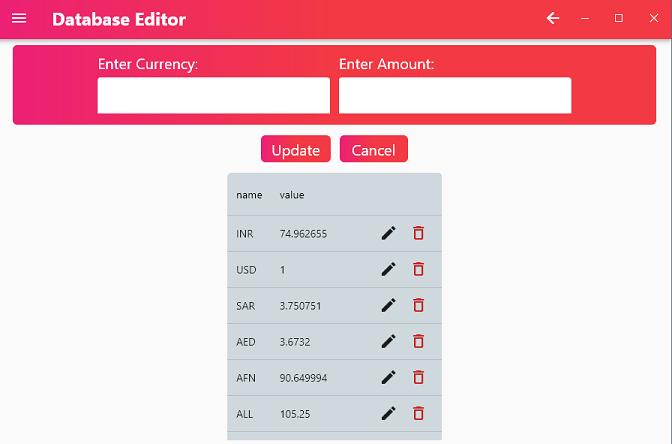 Database Editor
Enter Currency: Enter Amount:
Update Cancel
name value
INR 74.962655
USD 1
SAR 3.750751
AED 3.6732
AFN 90.649994
ALL 105.25